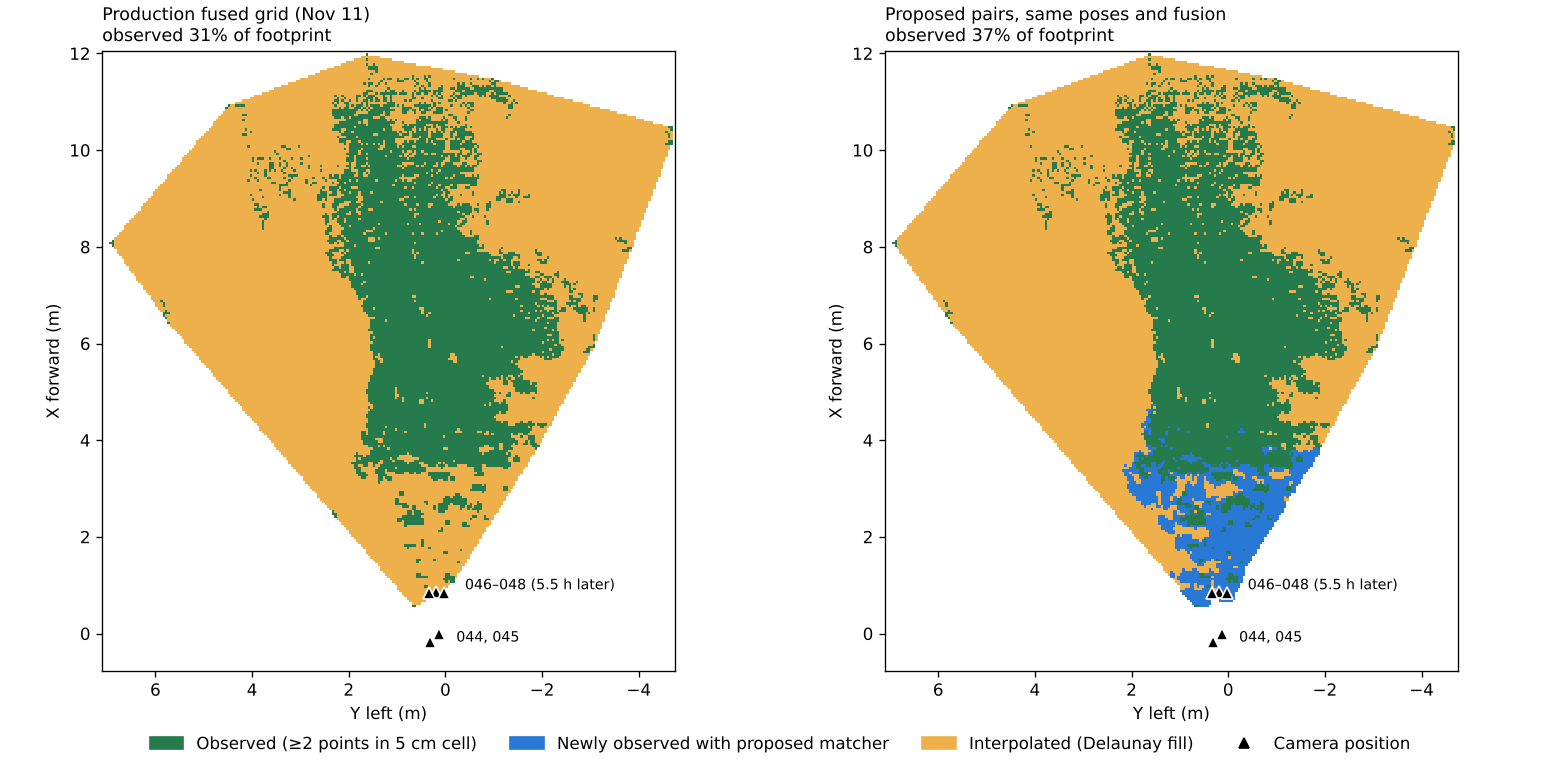 Production fused grid (Nov 11)
observed 31% of footprint
12
10
8
6
4
2
0
X forward (m)
046–048 (5.5 h later)
044, 045
6
4
2
0
−2
−4
Y left (m)
Proposed pairs, same poses and fusion
observed 37% of footprint
12
10
8
6
4
2
0
X forward (m)
046–048 (5.5 h later)
044, 045
6
4
2
0
−2
−4
Y left (m)
Observed (≥2 points in 5 cm cell)
Newly observed with proposed matcher
Interpolated (Delaunay fill)
Camera position